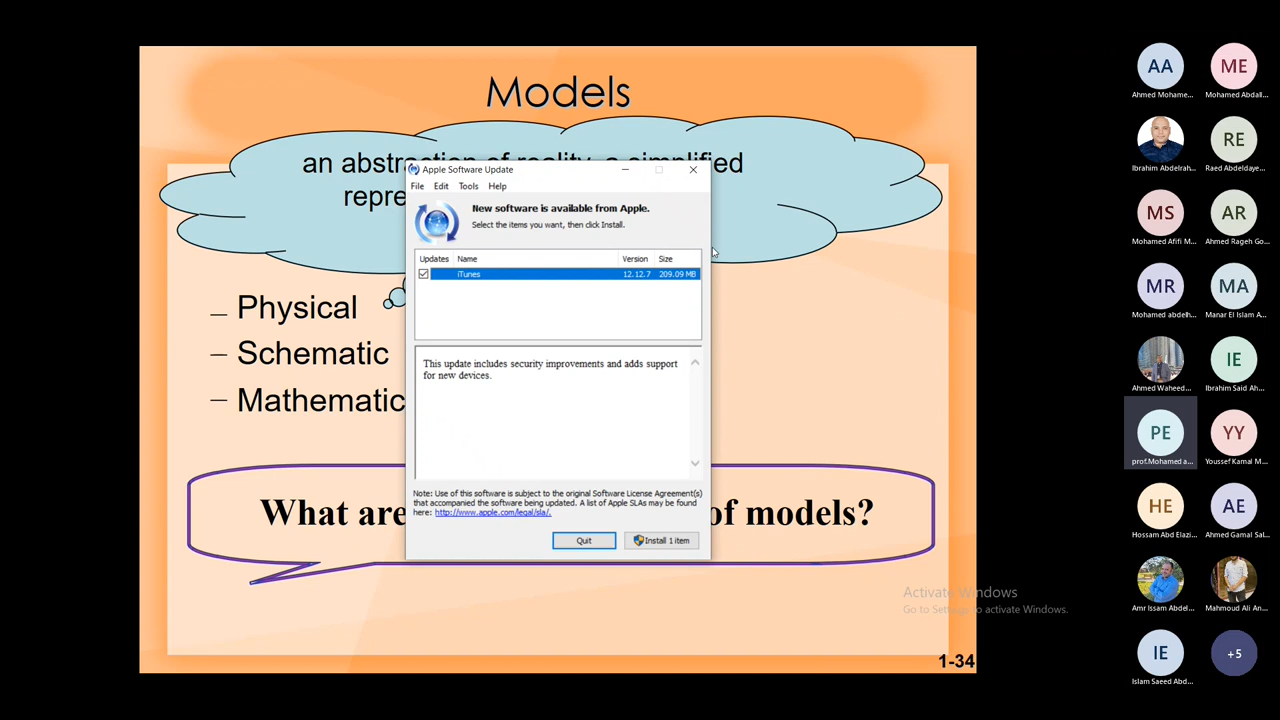 Models
an abstraction of reality, a simplified
repre
Physical
Schematic
Mathematic
What are
of models?
1-34
Apple Software Update
File Edit Tools Help
New software is available from Apple.
Select the items you want, then click Install.
Updates Name Version Size
iTunes 12.12.7 209.09 MB
This update includes security improvements and adds support
for new devices.
Note: Use of this software is subject to the original Software License Agreement(s)
that accompanied the software being updated. A list of Apple SLAs may be found
here: http://www.apple.com/legal/sla/.
Quit Install 1 item
Activate Windows
Go to Settings to activate Windows.
AA ME
Ahmed Mohame... Mohamed Abdall...
RE
Ibrahim Abdelrah... Raed Abdeldaye...
MS AR
Mohamed Afifi M... Ahmed Rageh Go...
MR MA
Mohamed abdelh... Manar El Islam A...
IE
Ahmed Waheed... Ibrahim Said Ah...
PE YY
prof.Mohamed a... Youssef Kamal M...
HE AE
Hossam Abd Elazi... Ahmed Gamal Sal...
Amr Issam Abdel... Mahmoud Ali An...
IE +5
Islam Saeed Abd...